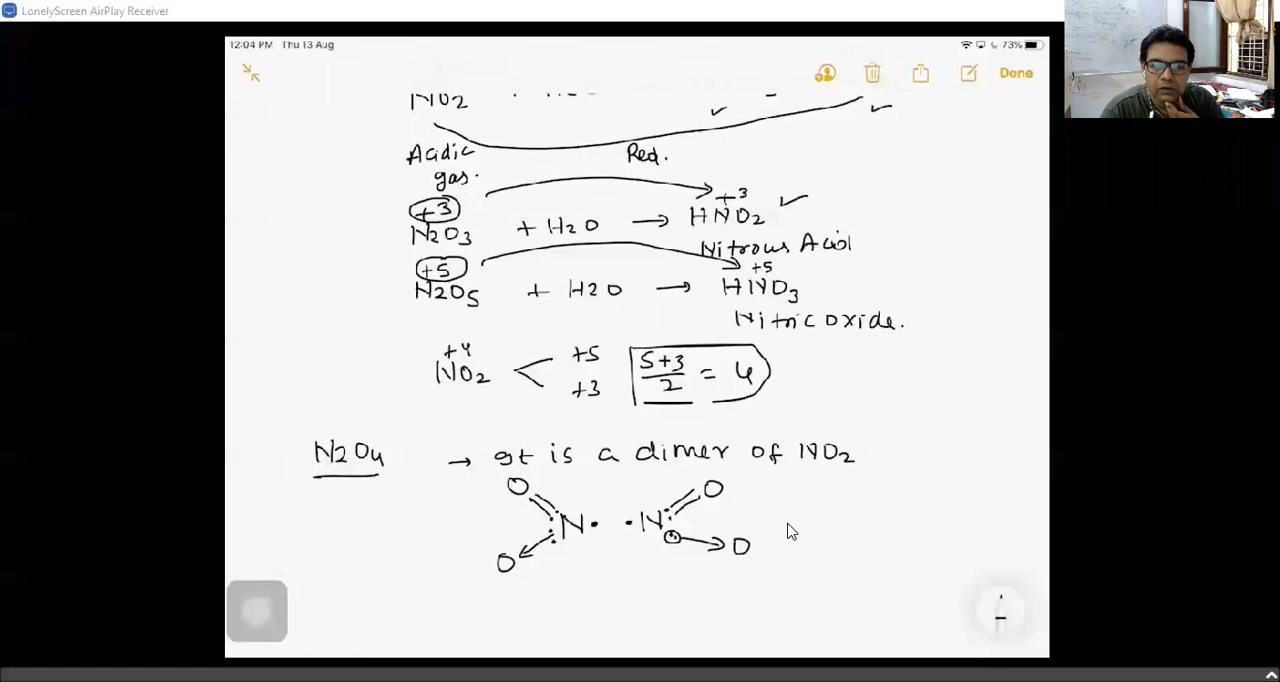 LonelyScreen AirPlay Receiver
12:04 PM Thu 13 Aug
73%
Done
NO2
Acidic gas.
Red.
+3 +3
N2O3 + H2O → HNO2
Nitrous Acid
+5 +5
N2O5 + H2O → HNO3
Nitric oxide.
+4
NO2 < +5 +3
5+3/2 = 4
N2O4 → It is a dimer of NO2
O O
N· ·N
O O